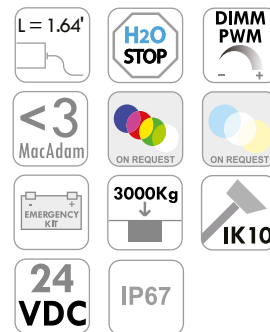 L = 1.64'
H2O
STOP
DIMM
PWM
- +
<3
MacAdam
ON REQUEST
ON REQUEST
- +
EMERGENCY
KIT
3000Kg
IK10
24
VDC
IP67